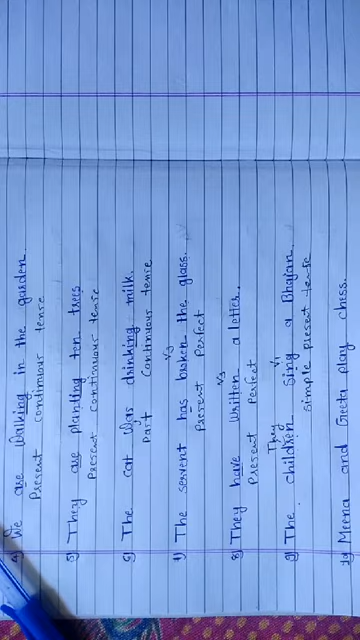 4) We are walking in the garden.
Present continuous tense
5) They are planting ten trees
Present continuous tense
6) The cat was drinking milk.
Past Continuous tense
7) The servent has broken the glass.
V3
Present Perfect
8) They have written a letter.
V3
Present Perfect
They V1
9) The children sing a Bhajan.
simple present tense
10) Meena and Geeta play chess.